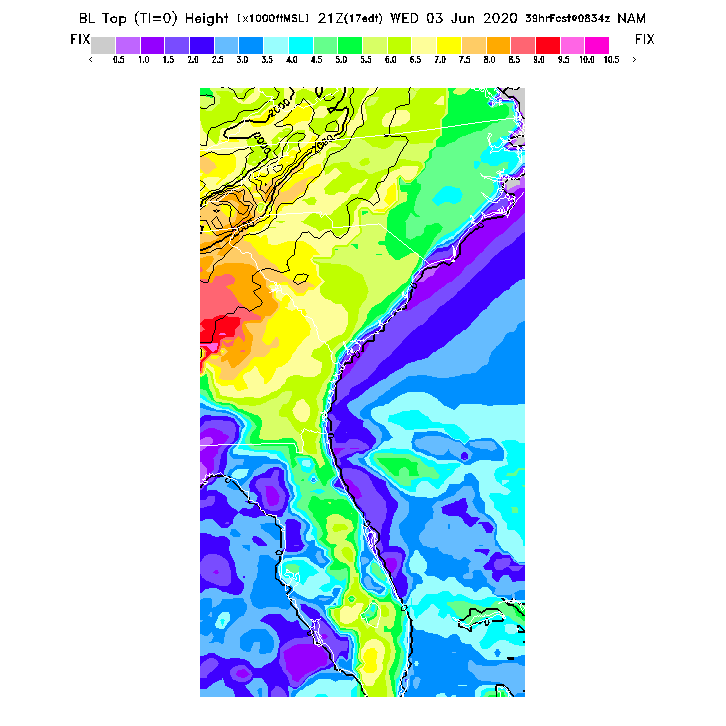 BL Top (TI=0) Height [x1000ftMSL] 21Z(17edt) WED 03 Jun 2020 39hrFcst@0834z NAM
FIX FIX
< 0.5 1.0 1.5 2.0 2.5 3.0 3.5 4.0 4.5 5.0 5.5 6.0 6.5 7.0 7.5 8.0 8.5 9.0 9.5 10.0 10.5 >
2000
2000
2000